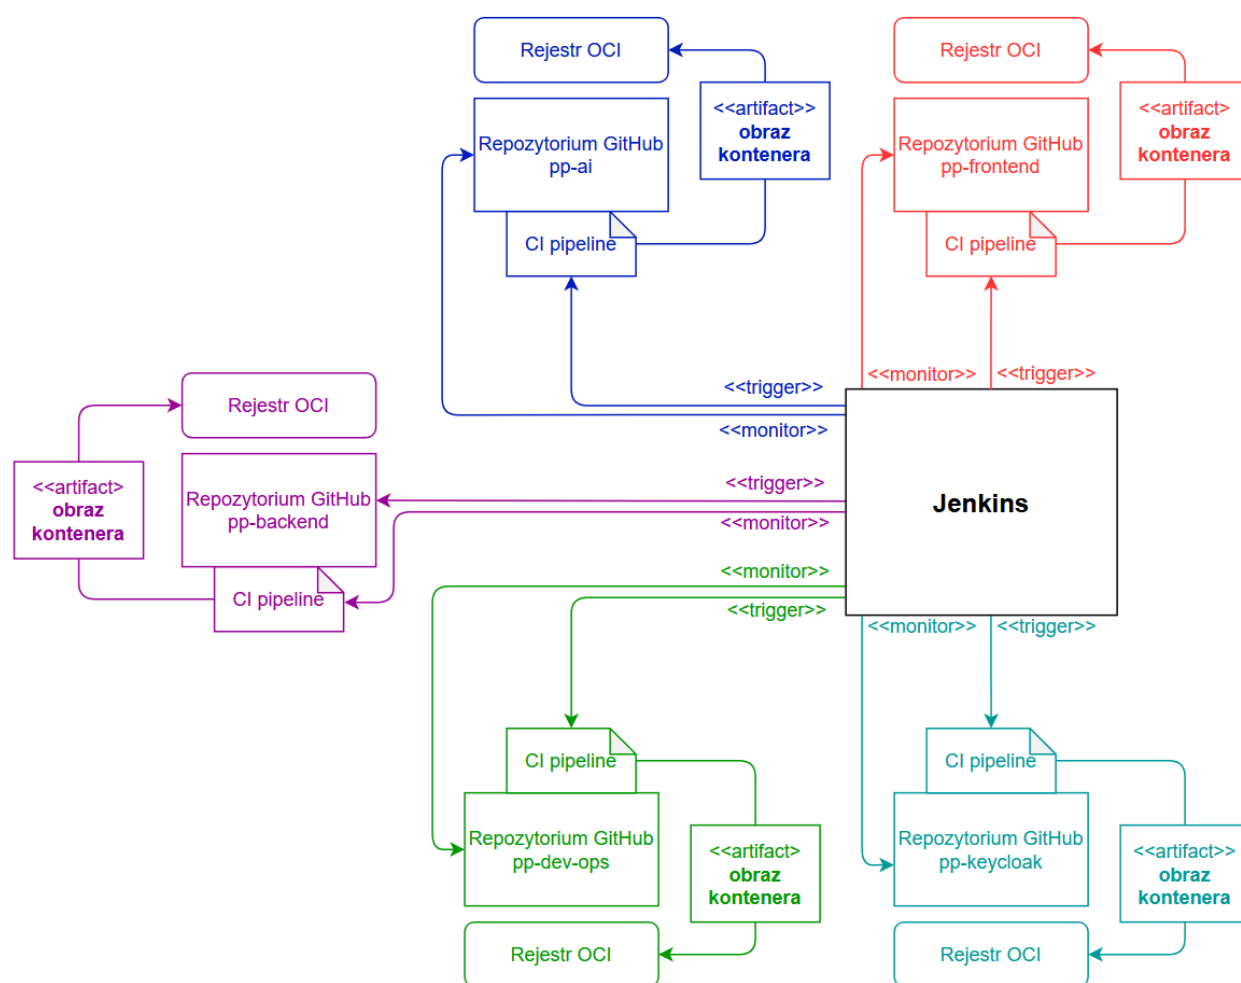 Rejestr OCI
<<artifact>>
obraz
kontenera
Repozytorium GitHub
pp-ai
CI pipeline
Rejestr OCI
<<artifact>
obraz
kontenera
Repozytorium GitHub
pp-frontend
CI pipeline
<<trigger>>
<<monitor>>
<<monitor>>
<<trigger>>
Rejestr OCI
<<artifact>
obraz
kontenera
Repozytorium GitHub
pp-backend
CI pipeline
<<trigger>>
<<monitor>>
Jenkins
<<monitor>>
<<trigger>>
<<monitor>>
<<trigger>>
CI pipeline
Repozytorium GitHub
pp-dev-ops
<<artifact>
obraz
kontenera
Rejestr OCI
CI pipeline
Repozytorium GitHub
pp-keycloak
<<artifact>>
obraz
kontenera
Rejestr OCI